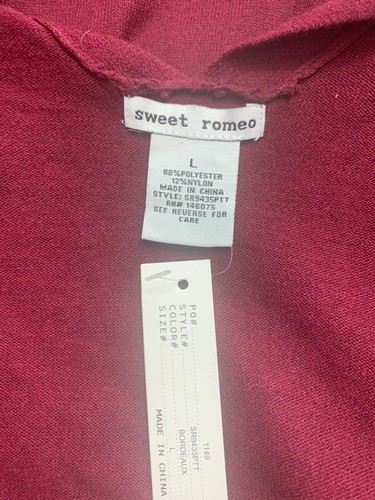 sweet romeo
L
88%POLYESTER
12%NYLON
MADE IN CHINA
STYLE: SR9435PTT
RN# 146075
SEE REVERSE FOR
CARE
PO#: 1149
STYLE# SR9435PTT
COLOR# BORDEAUX
SIZE# L
MADE IN CHINA